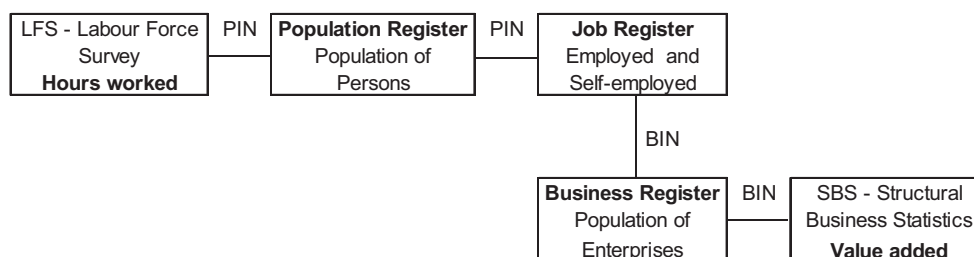 LFS - Labour Force
Survey
Hours worked
PIN
Population Register
Population of
Persons
PIN
Job Register
Employed and
Self-employed
BIN
Business Register
Population of
Enterprises
BIN
SBS - Structural
Business Statistics
Value added